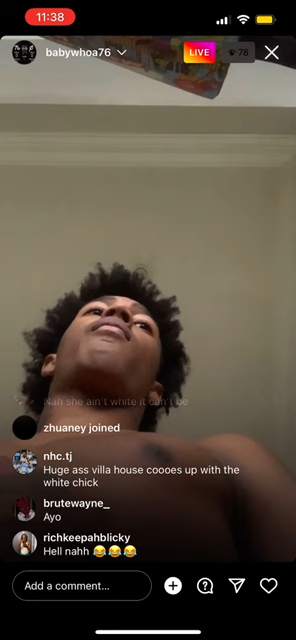 11:38
babywhoa76
LIVE
78
Nah she ain't white it can't be
zhuaney joined
nhc.tj
Huge ass villa house coooes up with the
white chick
brutewayne_
Ayo
richkeepahblicky
Hell nahh 😂😂😂
Add a comment...